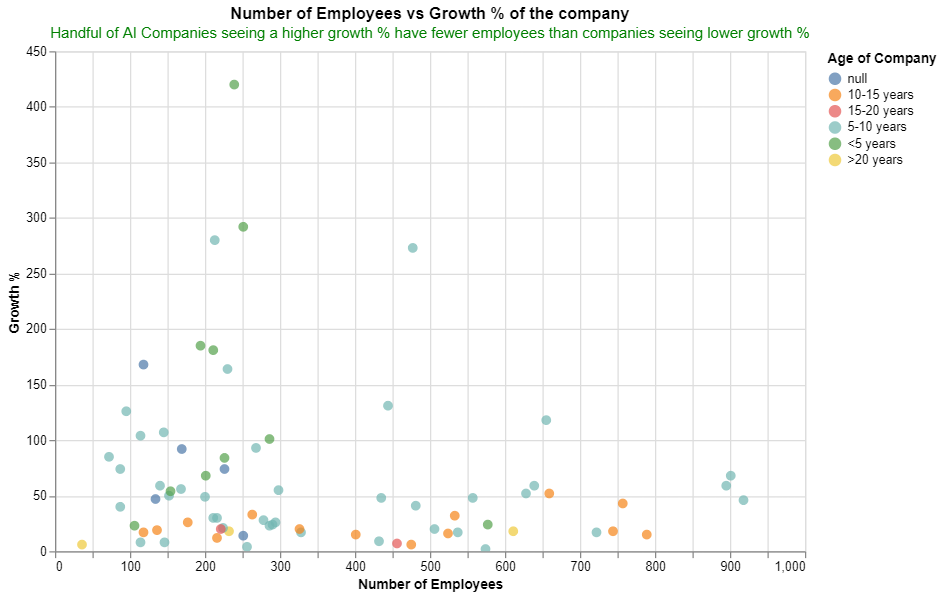 Number of Employees vs Growth % of the company
Handful of AI Companies seeing a higher growth % have fewer employees than companies seeing lower growth %
450
400
350
300
250
200
150
100
50
0
Growth %
0 100 200 300 400 500 600 700 800 900 1,000
Number of Employees
Age of Company
null
10-15 years
15-20 years
5-10 years
<5 years
>20 years